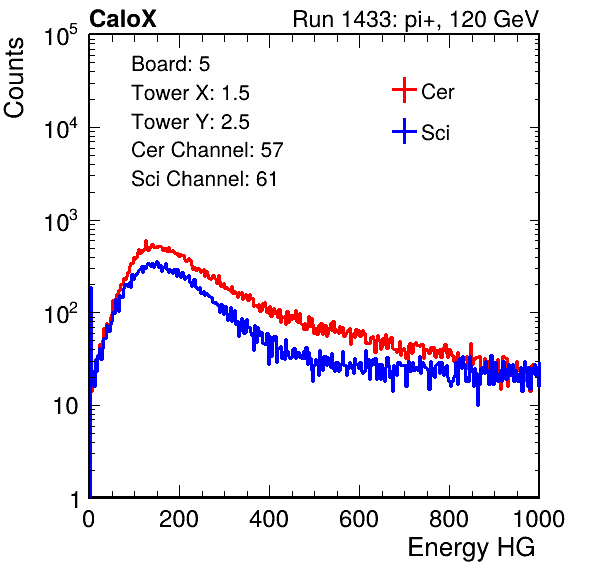 CaloX Run 1433: pi+, 120 GeV
Counts
Board: 5
Tower X: 1.5
Tower Y: 2.5
Cer Channel: 57
Sci Channel: 61
Cer
Sci
10^5
10^4
10^3
10^2
10
1
0 200 400 600 800 1000
Energy HG